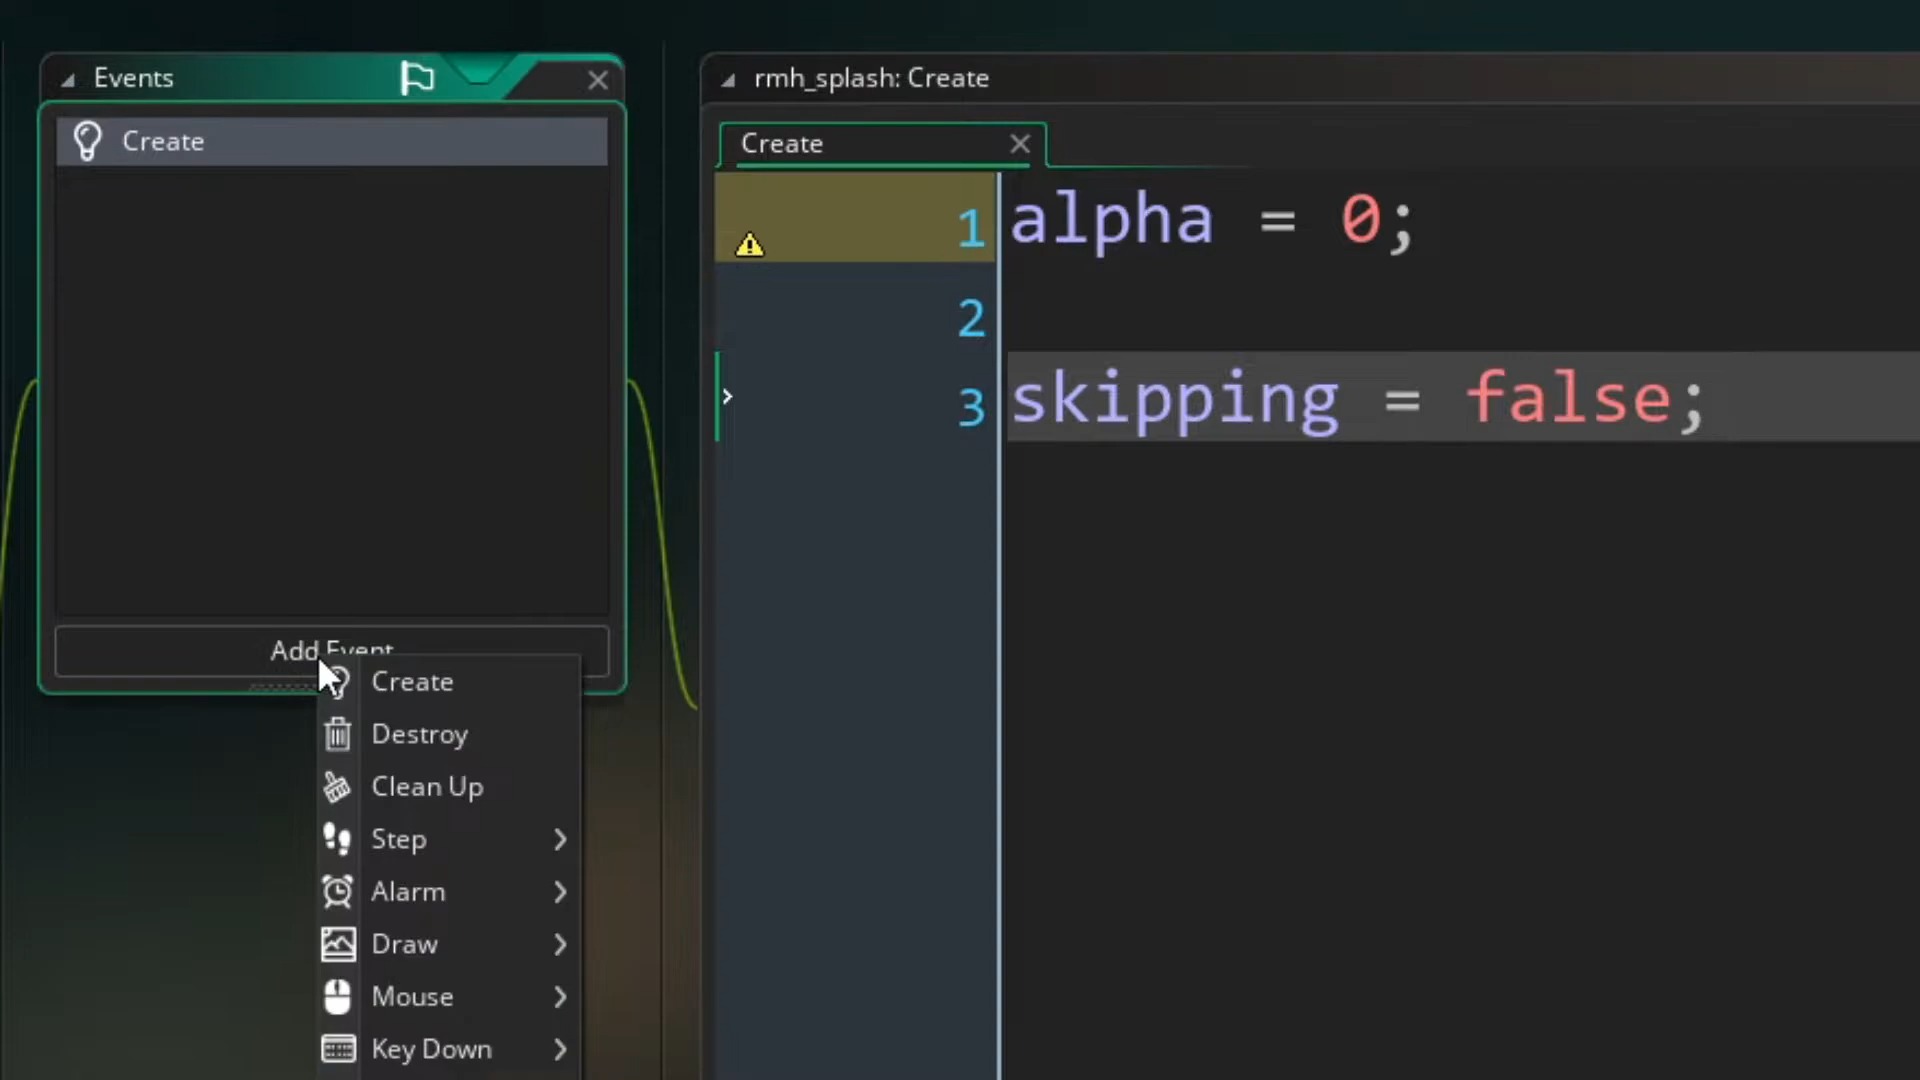 Events
Create
Add Event
Create
Destroy
Clean Up
Step
Alarm
Draw
Mouse
Key Down
rmh_splash: Create
Create
1 alpha = 0;
2
3 skipping = false;